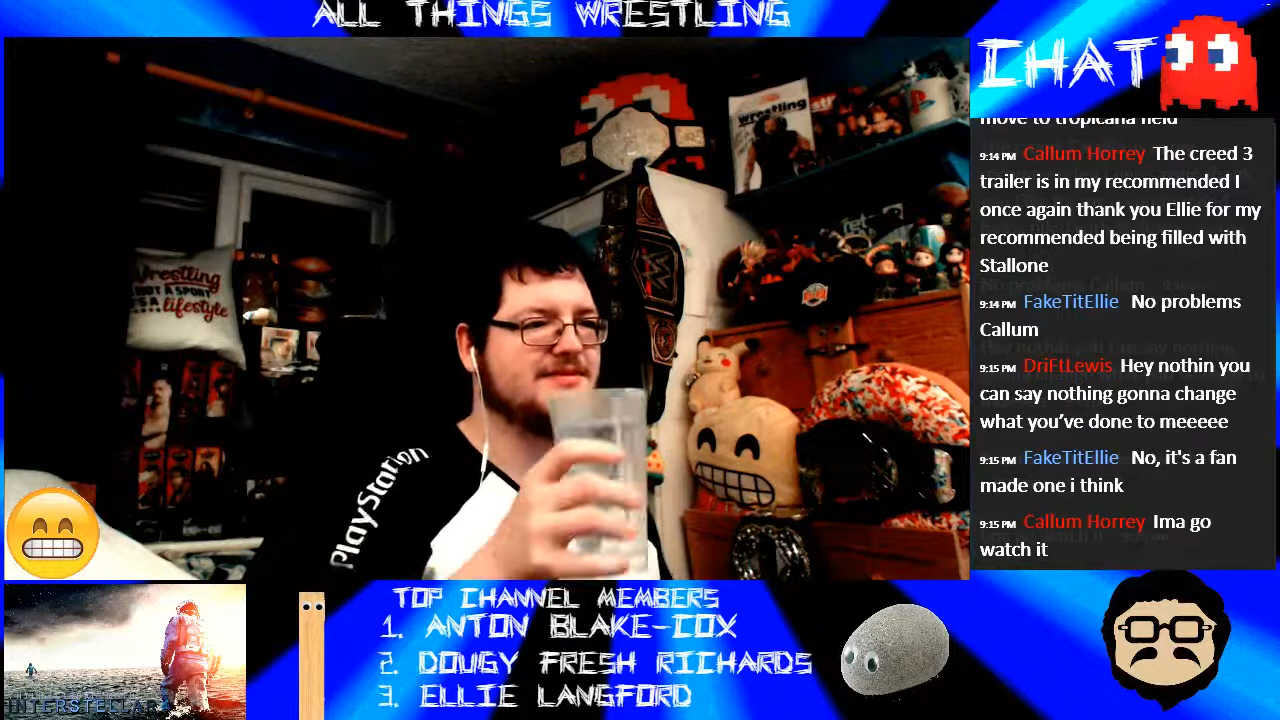 ALL THINGS WRESTLING
CHAT
move to tropicana field
9:14 PM Callum Horrey The creed 3
trailer is in my recommended I
once again thank you Ellie for my
recommended being filled with
Stallone
9:14 PM FakeTitEllie No problems
Callum
9:15 PM DriFtLewis Hey nothin you
can say nothing gonna change
what you’ve done to meeeee
9:15 PM FakeTitEllie No, it's a fan
made one i think
9:15 PM Callum Horrey Ima go
watch it
wrestling
Wrestling
NOT A SPORT
IT'S A lifestyle
W
PlayStation
INTERSTELLAR
TOP CHANNEL MEMBERS
1. ANTON BLAKE-COX
2. DOUGY FRESH RICHARDS
3. ELLIE LANGFORD